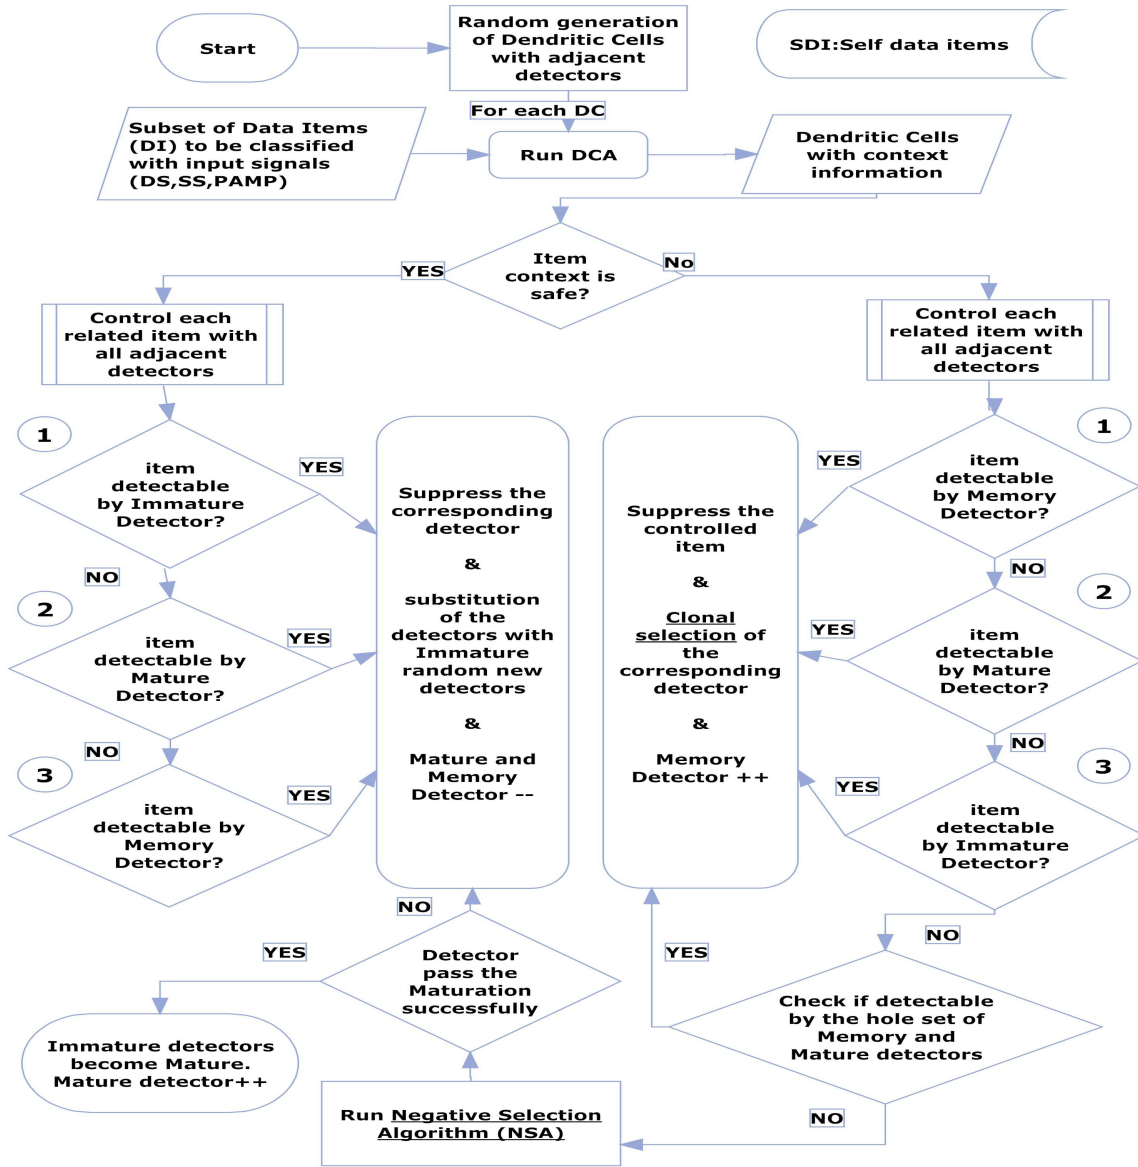 Start
Random generation
of Dendritic Cells
with adjacent
detectors
SDI:Self data items
For each DC
Subset of Data Items
(DI) to be classified
with input signals
(DS,SS,PAMP)
Run DCA
Dendritic Cells
with context
information
Item
context is
safe?
YES
No
Control each
related item with
all adjacent
detectors
Control each
related item with
all adjacent
detectors
1
item
detectable
by Immature
Detector?
YES
NO
2
item
detectable by
Mature
Detector?
YES
NO
3
item
detectable by
Memory
Detector?
YES
Suppress the
corresponding
detector
&
substitution
of the
detectors with
Immature
random new
detectors
&
Mature and
Memory
Detector --
Suppress the
controlled
item
&
Clonal
selection of
the
corresponding
detector
&
Memory
Detector ++
1
item
detectable
by Memory
Detector?
YES
NO
2
item
detectable
by Mature
Detector?
YES
NO
3
item
detectable
by Immature
Detector?
YES
NO
Check if detectable
by the hole set of
Memory and
Mature detectors
YES
NO
Run Negative Selection
Algorithm (NSA)
Detector
pass the
Maturation
successfully
NO
YES
Immature detectors
become Mature.
Mature detector++